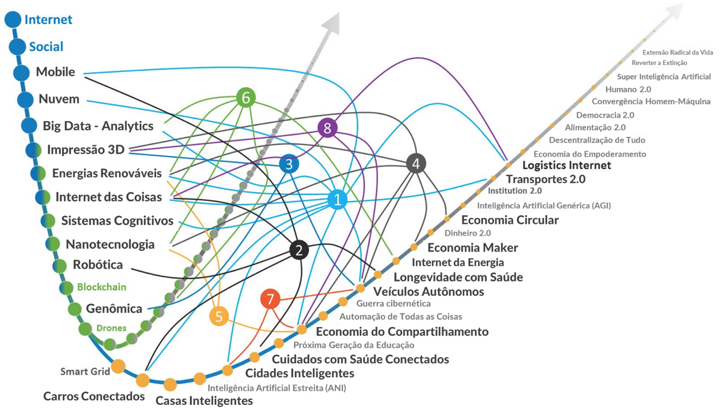 Internet
Social
Mobile
Nuvem
Big Data - Analytics
Impressão 3D
Energias Renováveis
Internet das Coisas
Sistemas Cognitivos
Nanotecnologia
Robótica
Blockchain
Genômica
Drones
Smart Grid
Carros Conectados
Casas Inteligentes
Inteligência Artificial Estreita (ANI)
Cidades Inteligentes
Cuidados com Saúde Conectados
Próxima Geração da Educação
Economia do Compartilhamento
Automação de Todas as Coisas
Guerra cibernética
Veículos Autônomos
Longevidade com Saúde
Internet da Energia
Economia Maker
Dinheiro 2.0
Economia Circular
Inteligência Artificial Genérica (AGI)
Institution 2.0
Transportes 2.0
Logistics Internet
Economia do Empoderamento
Descentralização de Tudo
Alimentação 2.0
Democracia 2.0
Convergência Homem-Máquina
Humano 2.0
Super Inteligência Artificial
Reverter a Extinção
Extensão Radical da Vida
6
8
3
4
1
2
7
5